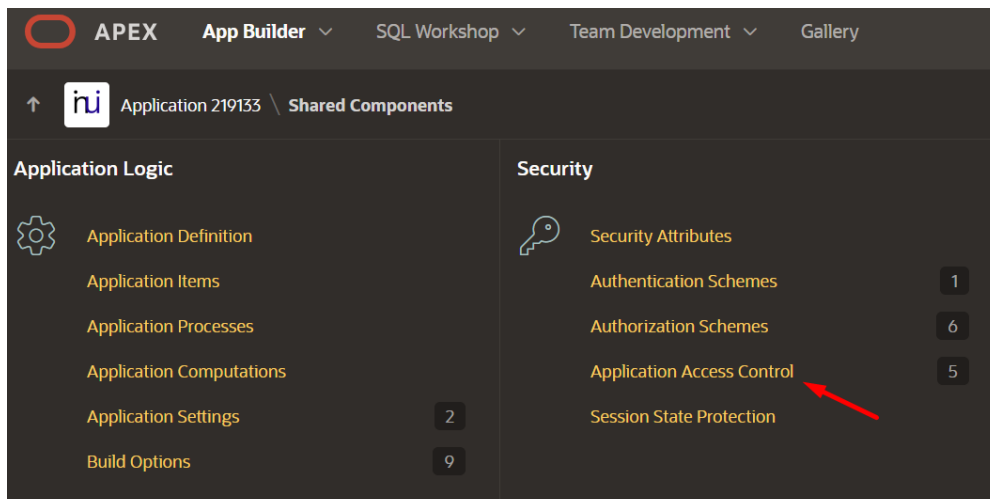 APEX App Builder SQL Workshop Team Development Gallery
Application 219133 \ Shared Components
Application Logic
Application Definition
Application Items
Application Processes
Application Computations
Application Settings 2
Build Options 9
Security
Security Attributes
Authentication Schemes 1
Authorization Schemes 6
Application Access Control 5
Session State Protection